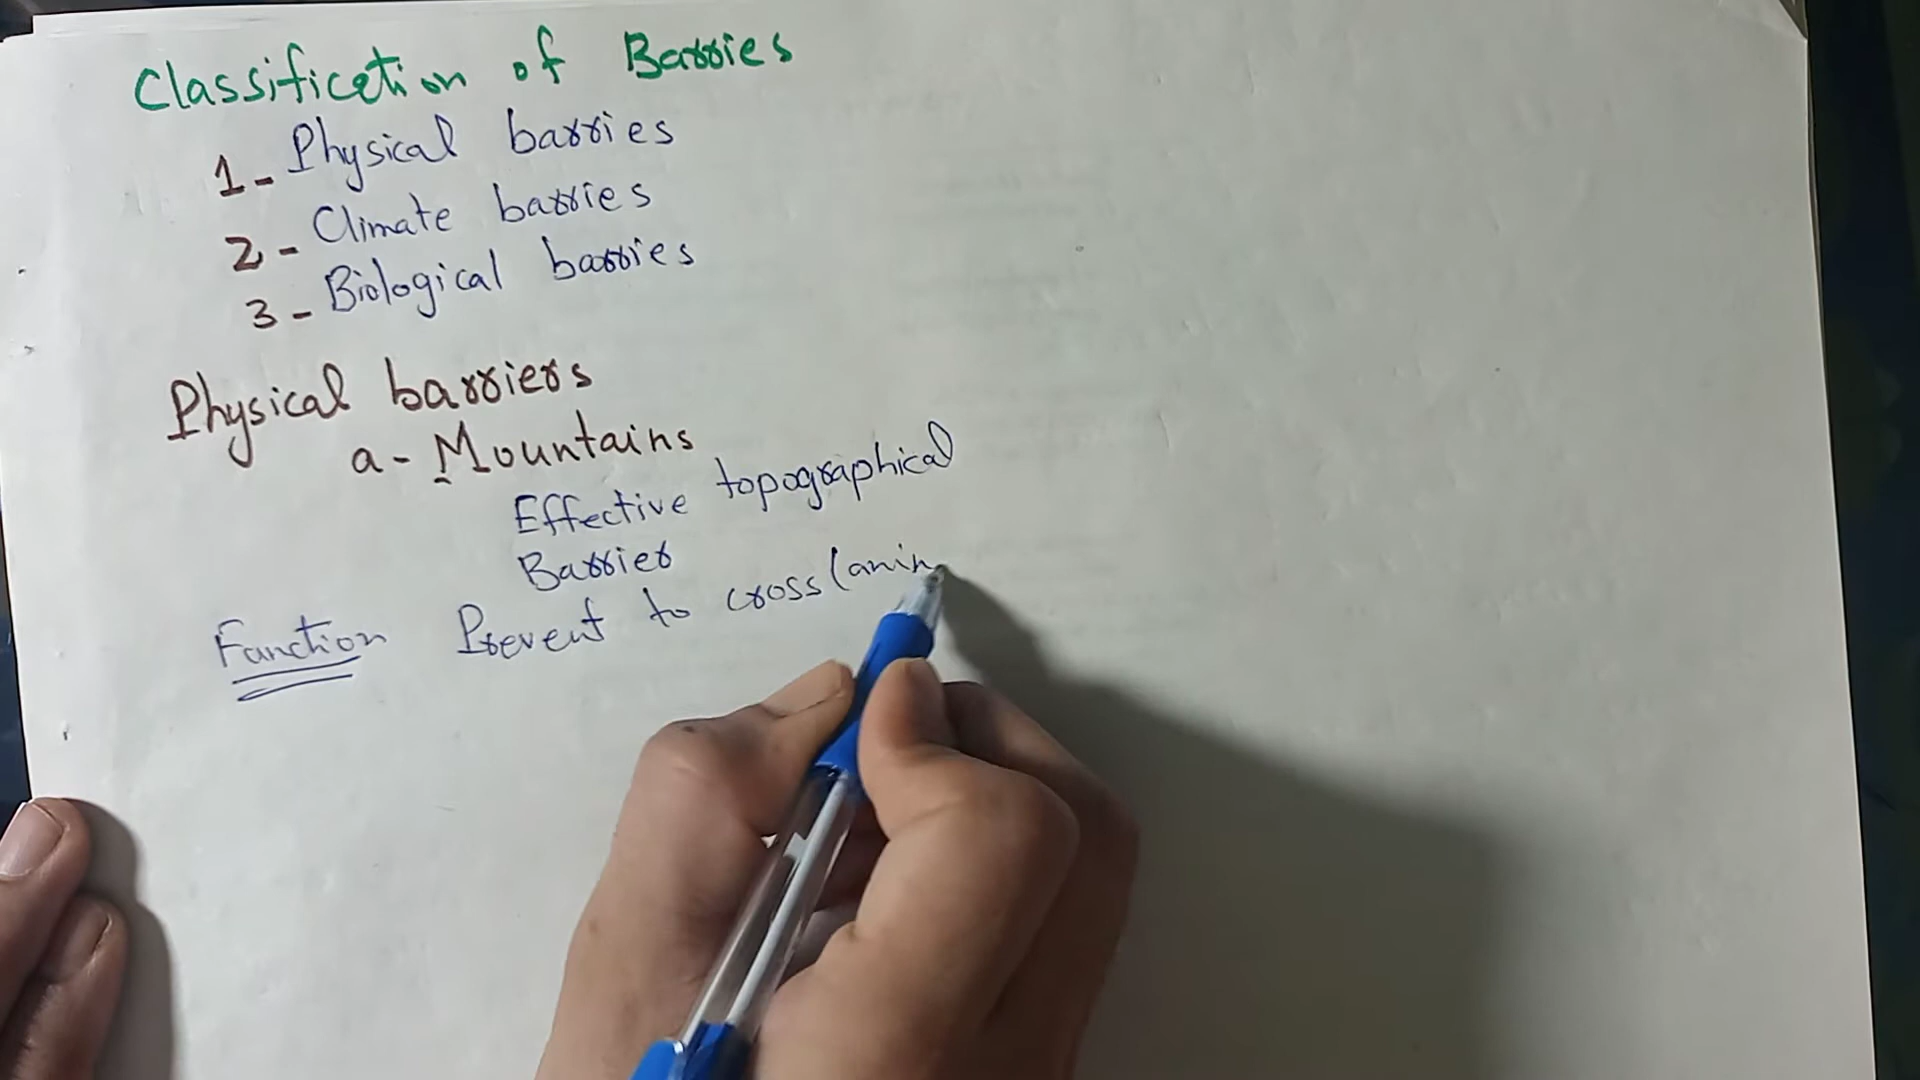 Classificetion of Barries
1- Physical barries
2- Climate barries
3- Biological barries
Physical barriers
a- Mountains
Effective topographical
Barrier
Function Prevent to cross (anim